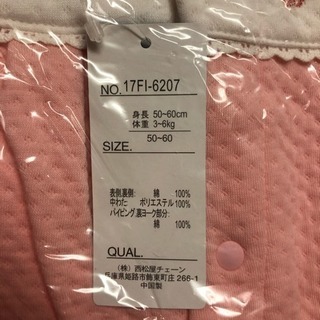 NO. 17FI-6207
身長 50~60cm
体重 3~6kg
SIZE. 50~60
表側裏側: 綿 100%
中わた ポリエステル 100%
パイピング裏ヨーク部分:
綿 100%
QUAL.
(株) 西松屋チェーン
兵庫県姫路市飾東町庄 266-1
中国製